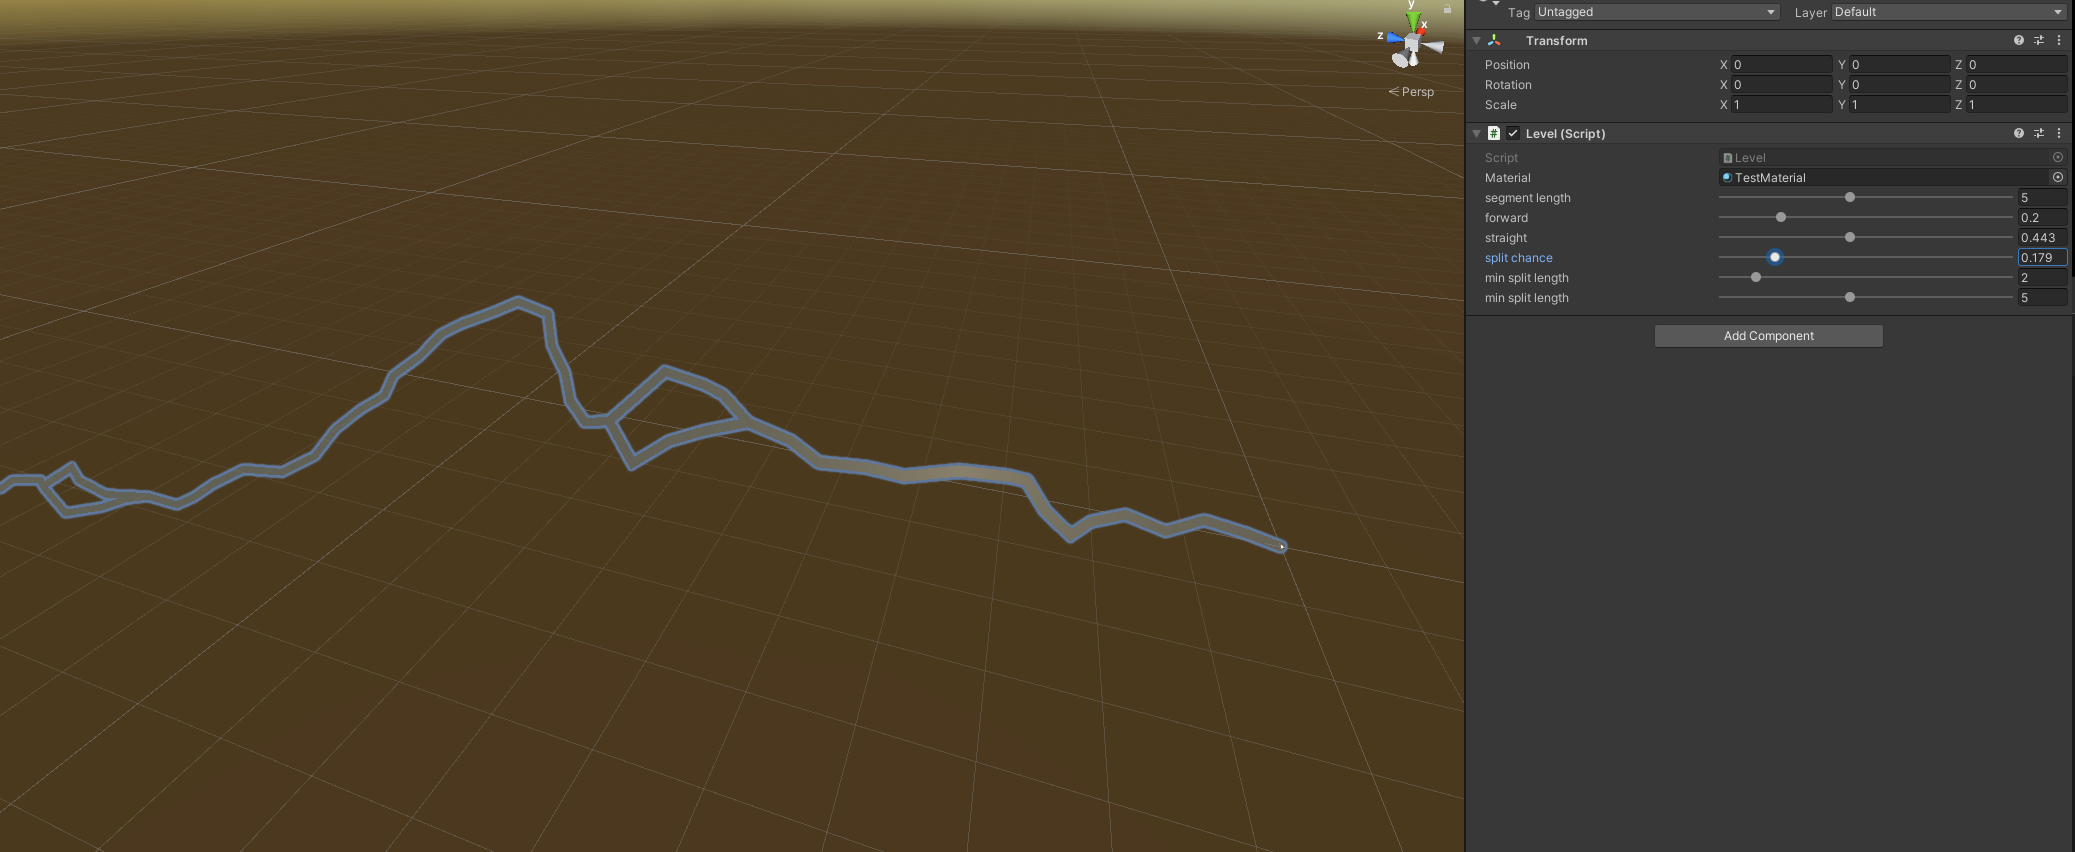 y
x
z
< Persp
Tag Untagged Layer Default
Transform
Position X 0 Y 0 Z 0
Rotation X 0 Y 0 Z 0
Scale X 1 Y 1 Z 1
# Level (Script)
Script Level
Material TestMaterial
segment length 5
forward 0.2
straight 0.443
split chance 0.179
min split length 2
min split length 5
Add Component